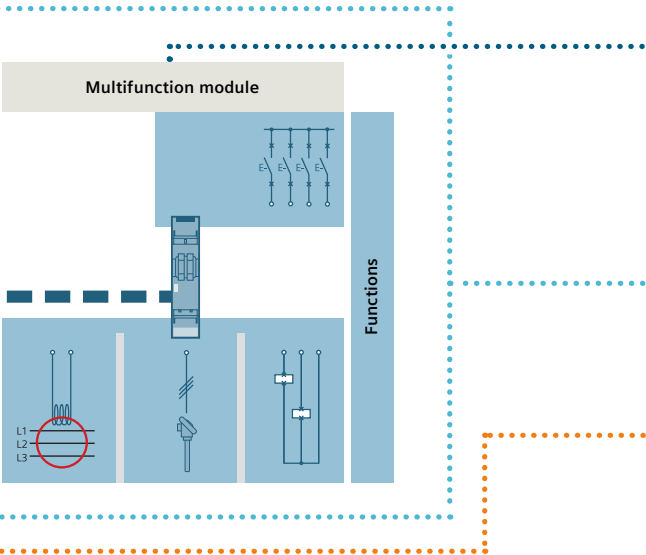 Multifunction module
E- E- E- E-
Functions
L1
L2
L3